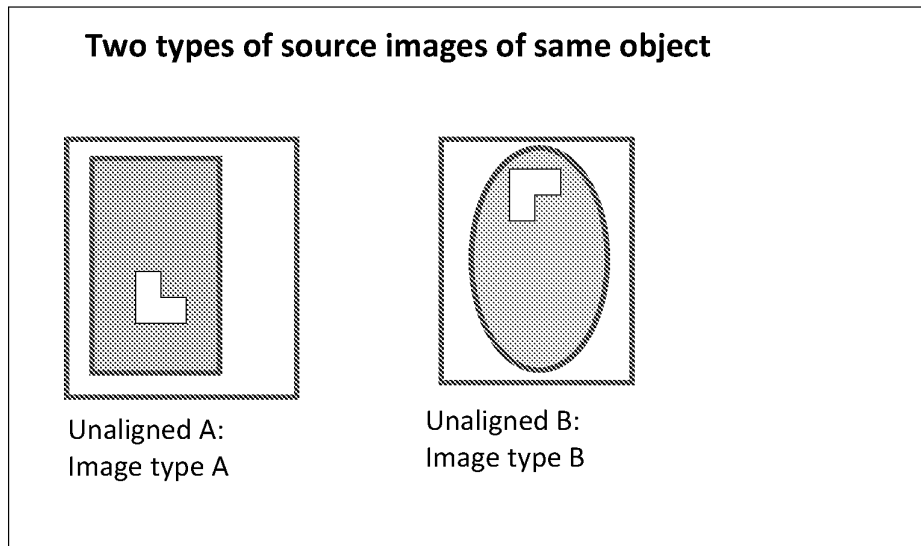 Two types of source images of same object
Unaligned A:
Image type A
Unaligned B:
Image type B